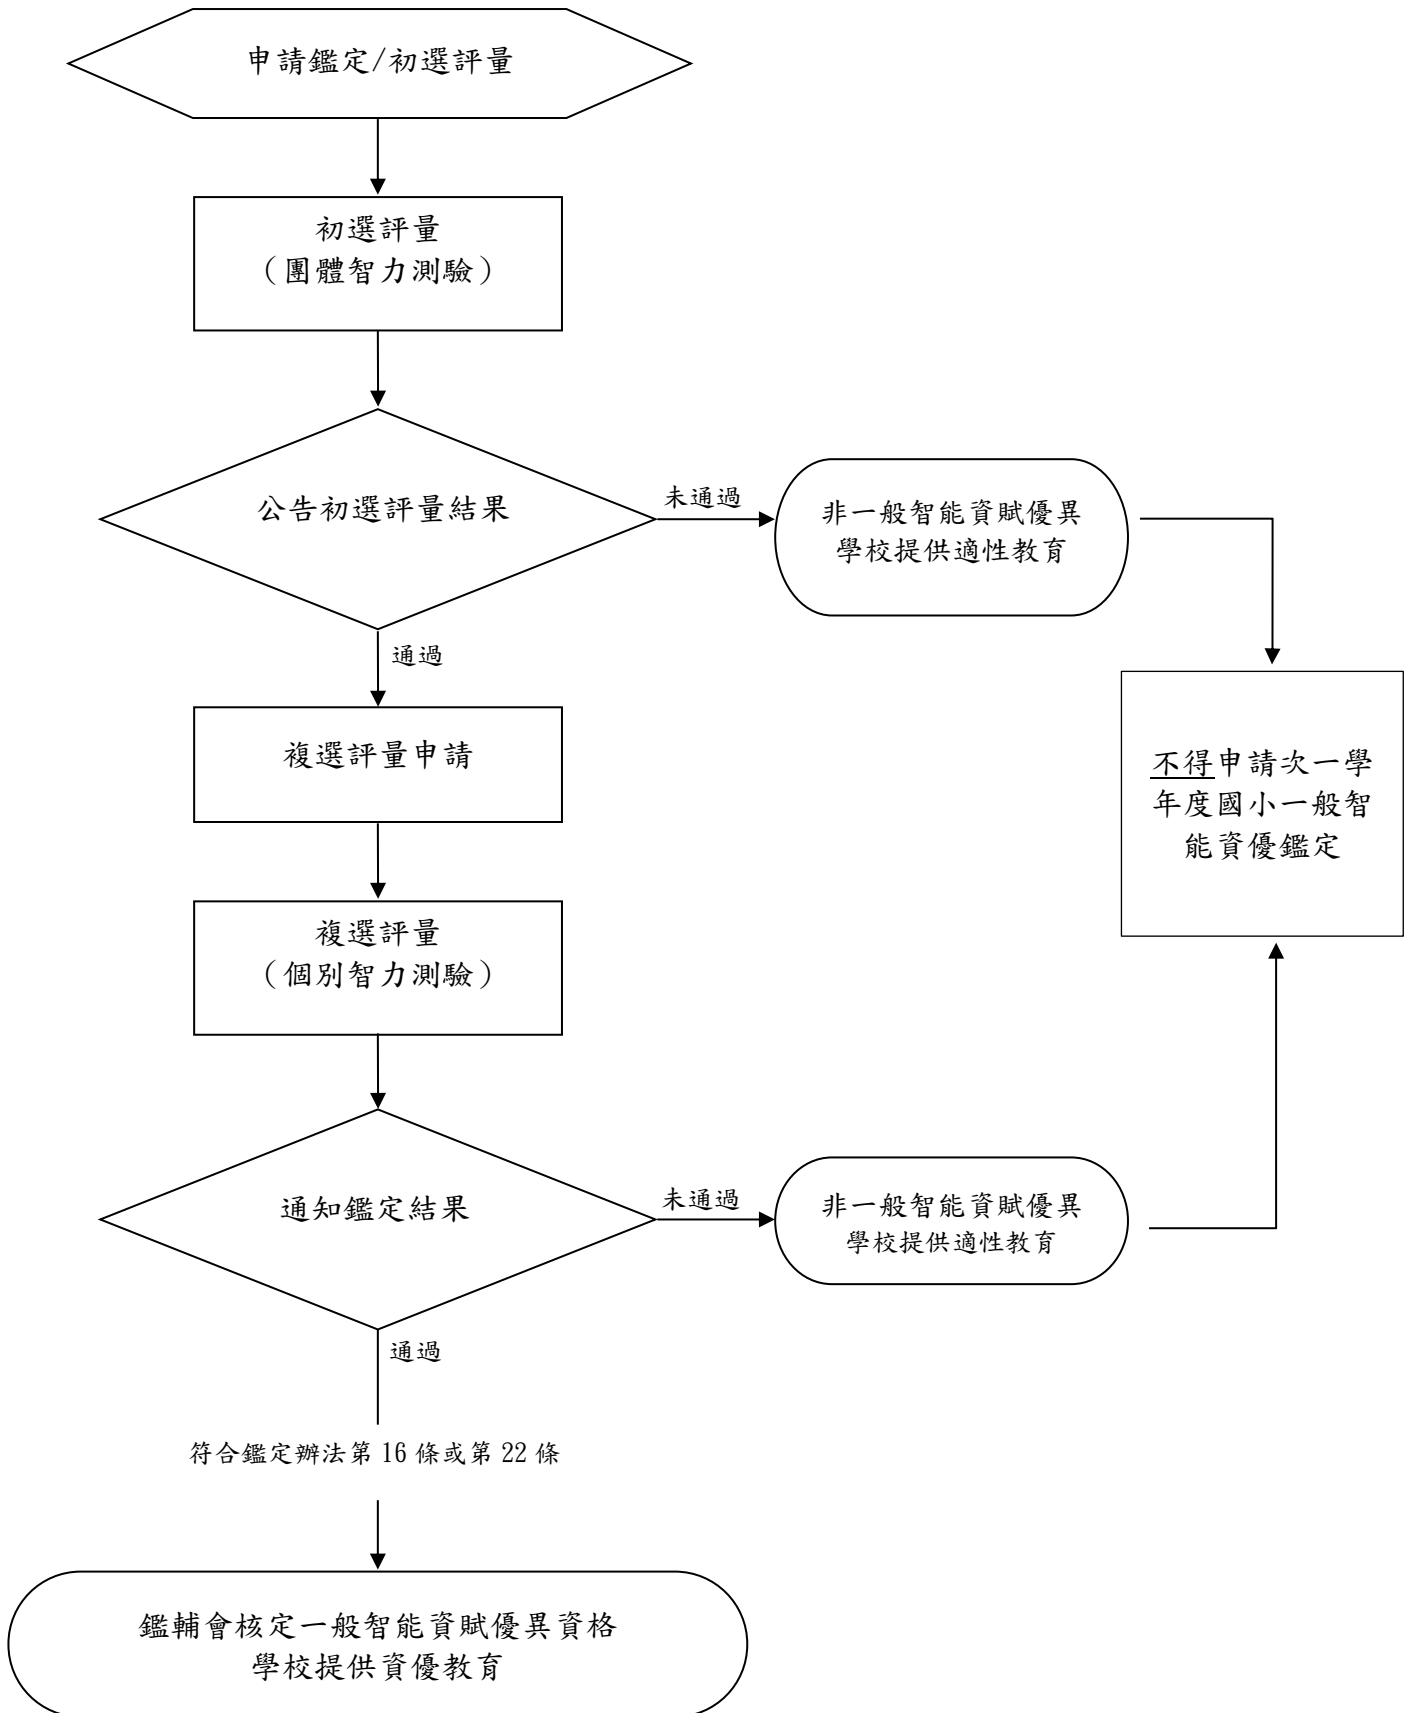 申請鑑定/初選評量
初選評量
（團體智力測驗）
公告初選評量結果
未通過
非一般智能資賦優異
學校提供適性教育
通過
複選評量申請
不得申請次一學
年度國小一般智
能資優鑑定
複選評量
（個別智力測驗）
通知鑑定結果
未通過
非一般智能資賦優異
學校提供適性教育
通過
符合鑑定辦法第 16 條或第 22 條
鑑輔會核定一般智能資賦優異資格
學校提供資優教育